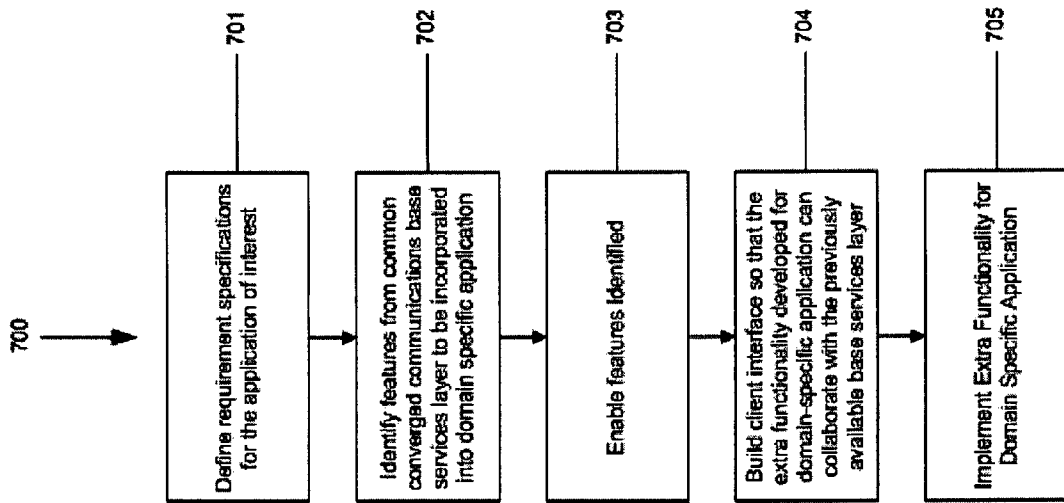 700
Define requirement specifications
for the application of interest
701
Identify features from common
converged communications base
services layer to be incorporated
into domain specific application
702
Enable features Identified
703
Build client interface so that the
extra functionality developed for
domain-specific application can
collaborate with the previously
available base services layer
704
Implement Extra Functionality for
Domain Specific Application
705